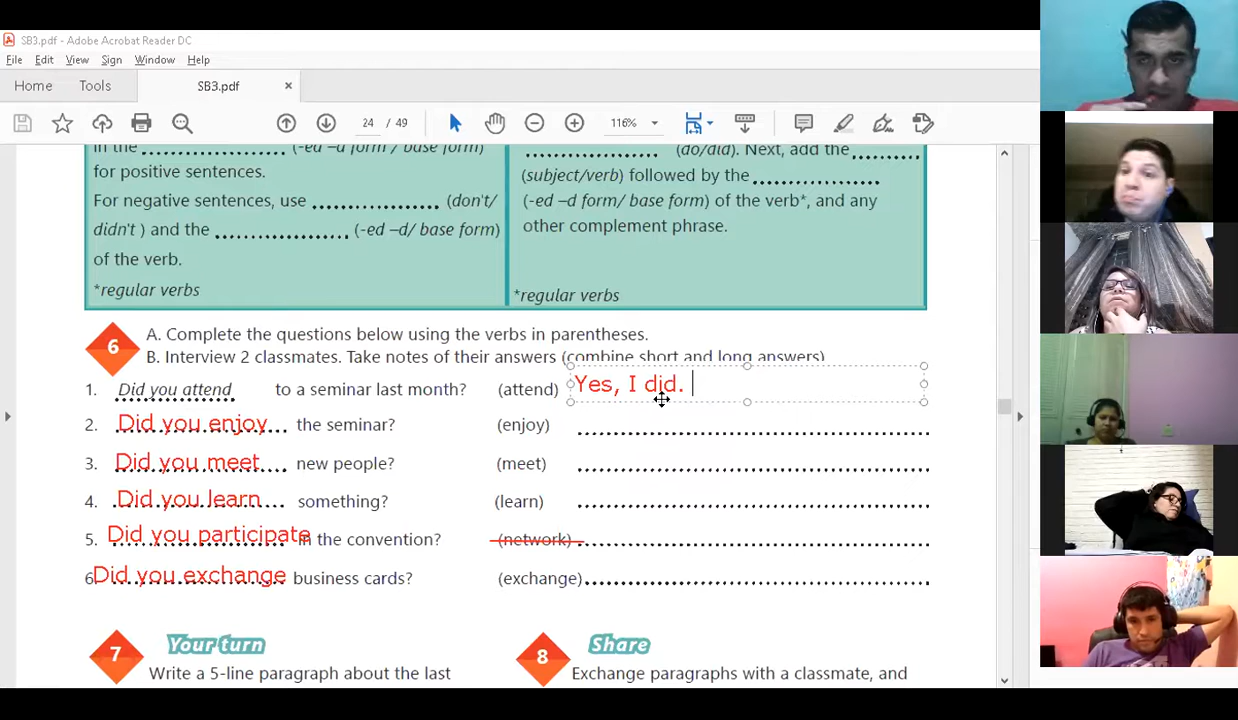 SB3.pdf - Adobe Acrobat Reader DC
File Edit View Sign Window Help
Home Tools SB3.pdf ×
24 / 49 116%
in the .................... (-ed –d form / base form)
for positive sentences.
For negative sentences, use .................... (don't/
didn't ) and the .................... (-ed –d/ base form)
of the verb.
*regular verbs
.................... (do/did). Next, add the ..........
(subject/verb) followed by the ....................
(-ed –d form/ base form) of the verb*, and any
other complement phrase.
*regular verbs
6 A. Complete the questions below using the verbs in parentheses.
B. Interview 2 classmates. Take notes of their answers (combine short and long answers)
1. Did you attend to a seminar last month? (attend) Yes, I did.
2. Did you enjoy the seminar? (enjoy) ....................
3. Did you meet new people? (meet) ....................
4. Did you learn something? (learn) ....................
5. Did you participate in the convention? (network) ....................
6. Did you exchange business cards? (exchange) ....................
7 Your turn
Write a 5-line paragraph about the last
8 Share
Exchange paragraphs with a classmate, and